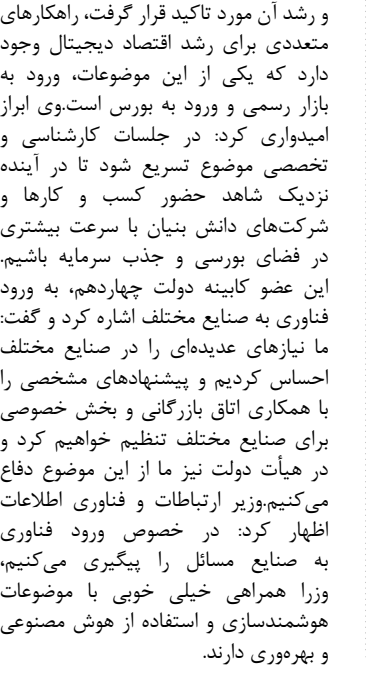 و رشد آن مورد تاکید قرار گرفت، راهکارهای
متعددی برای رشد اقتصاد دیجیتال وجود
دارد که یکی از این موضوعات، ورود به
بازار رسمی و ورود به بورس است.وی ابراز
امیدواری کرد: در جلسات کارشناسی و
تخصصی موضوع تسریع شود تا در آینده
نزدیک شاهد حضور کسب و کارها و
شرکت‌های دانش بنیان با سرعت بیشتری
در فضای بورسی و جذب سرمایه باشیم.
این عضو کابینه دولت چهاردهم، به ورود
فناوری به صنایع مختلف اشاره کرد و گفت:
ما نیازهای عدیده‌ای را در صنایع مختلف
احساس کردیم و پیشنهادهای مشخصی را
با همکاری اتاق بازرگانی و بخش خصوصی
برای صنایع مختلف تنظیم خواهیم کرد و
در هیأت دولت نیز ما از این موضوع دفاع
می‌کنیم.وزیر ارتباطات و فناوری اطلاعات
اظهار کرد: در خصوص ورود فناوری
به صنایع مسائل را پیگیری می‌کنیم،
وزرا همراهی خیلی خوبی با موضوعات
هوشمندسازی و استفاده از هوش مصنوعی
و بهره‌وری دارند.